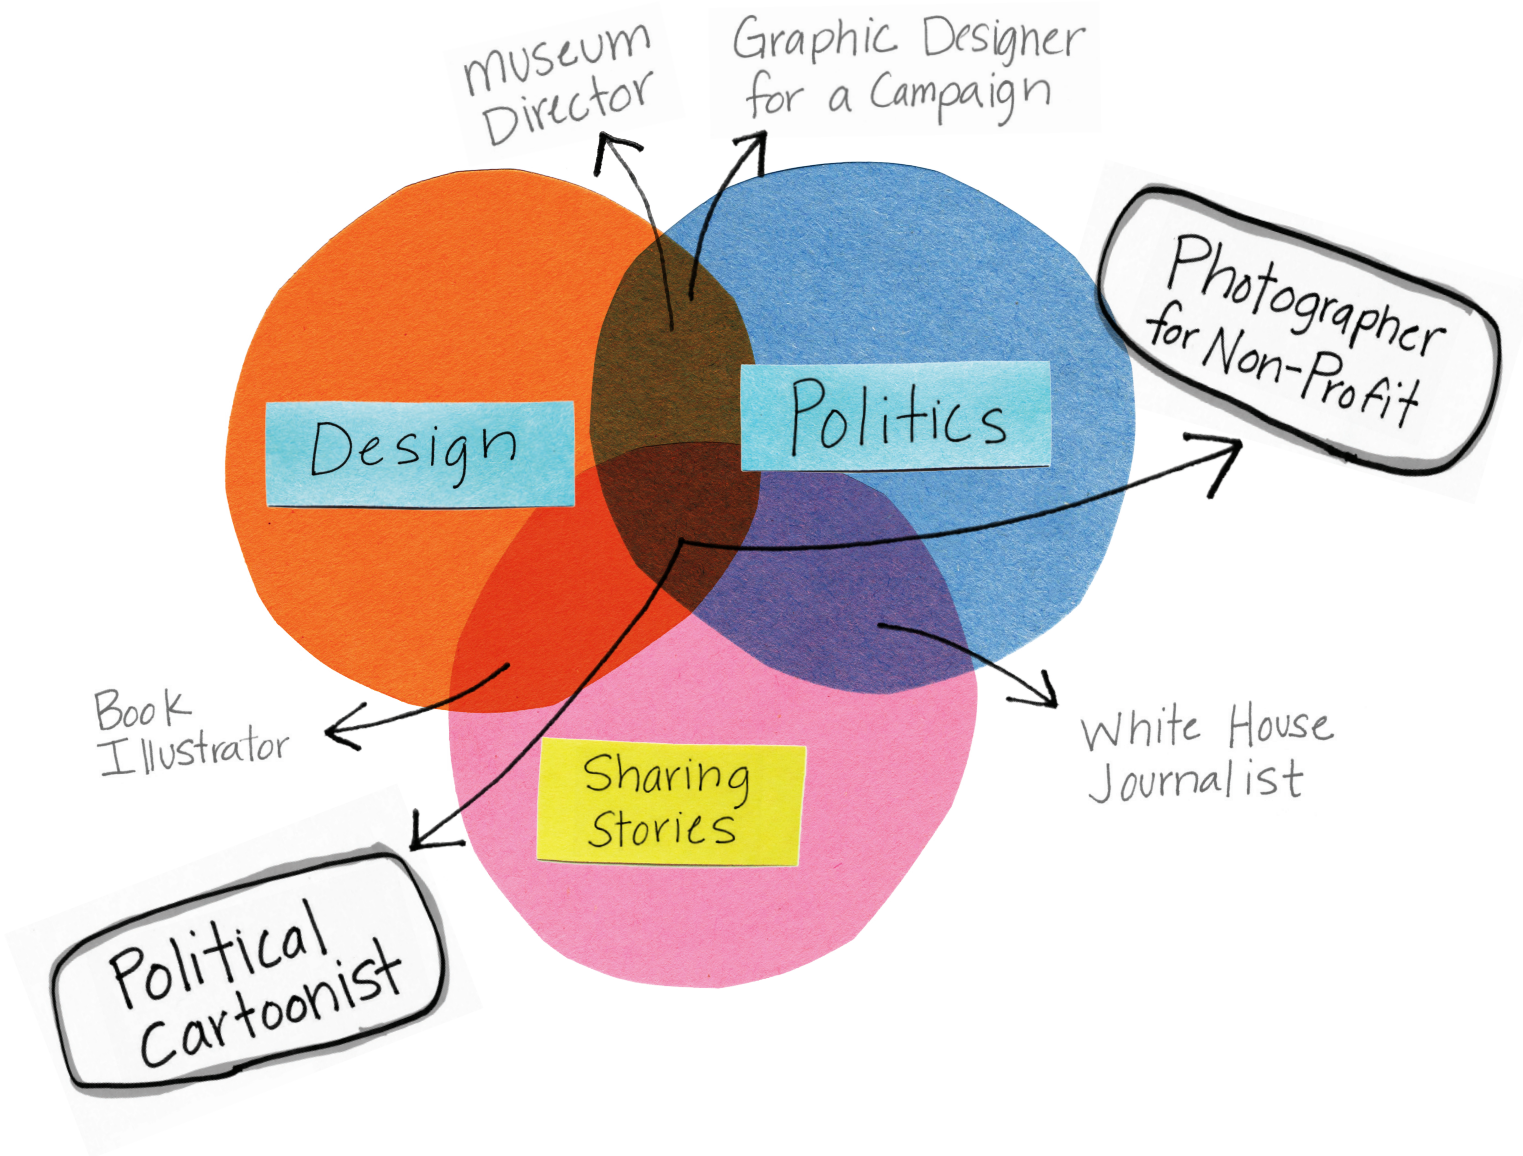 Museum
Director
Graphic Designer
for a Campaign
Photographer
for Non-Profit
Design
Politics
Book
Illustrator
White House
Journalist
Sharing
Stories
Political
Cartoonist